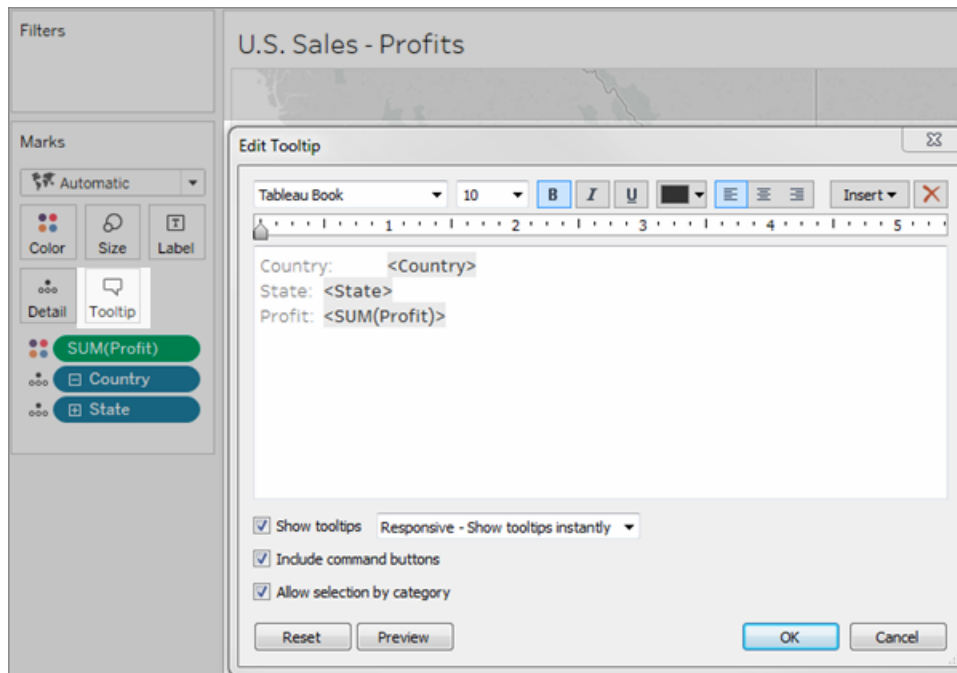 Filters
U.S. Sales - Profits
Marks
Automatic
Color Size Label
Detail Tooltip
SUM(Profit)
Country
State
Edit Tooltip
Tableau Book 10 B I U Insert
1 2 3 4 5
Country: <Country>
State: <State>
Profit: <SUM(Profit)>
Show tooltips Responsive - Show tooltips instantly
Include command buttons
Allow selection by category
Reset Preview OK Cancel